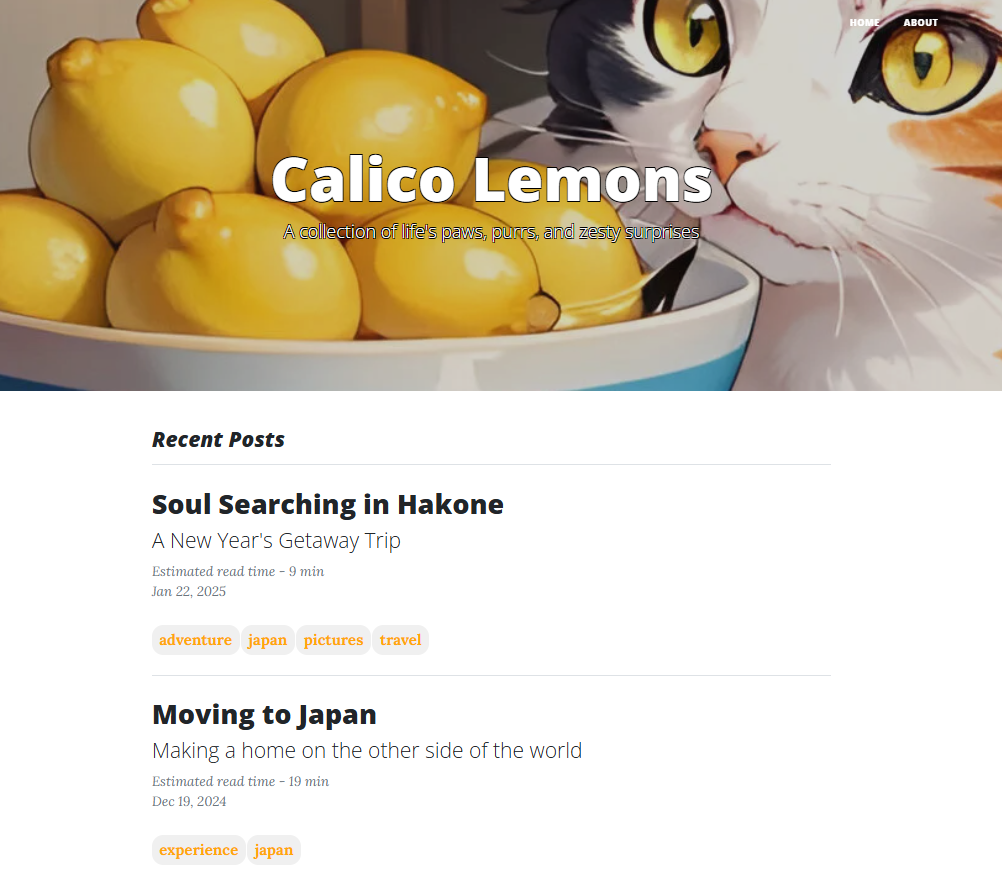 HOME ABOUT
Calico Lemons
A collection of life's paws, purrs, and zesty surprises
Recent Posts
Soul Searching in Hakone
A New Year's Getaway Trip
Estimated read time - 9 min
Jan 22, 2025
adventure japan pictures travel
Moving to Japan
Making a home on the other side of the world
Estimated read time - 19 min
Dec 19, 2024
experience japan